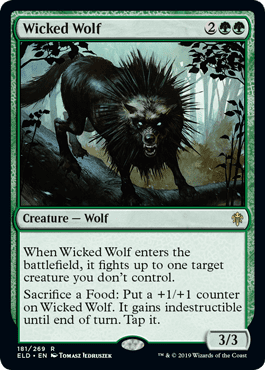 Wicked Wolf 2
Creature — Wolf
When Wicked Wolf enters the
battlefield, it fights up to one target
creature you don't control.
Sacrifice a Food: Put a +1/+1 counter
on Wicked Wolf. It gains indestructible
until end of turn. Tap it.
3/3
181/269 R
ELD • EN Tomasz Jedruszek
™ & © 2019 Wizards of the Coast